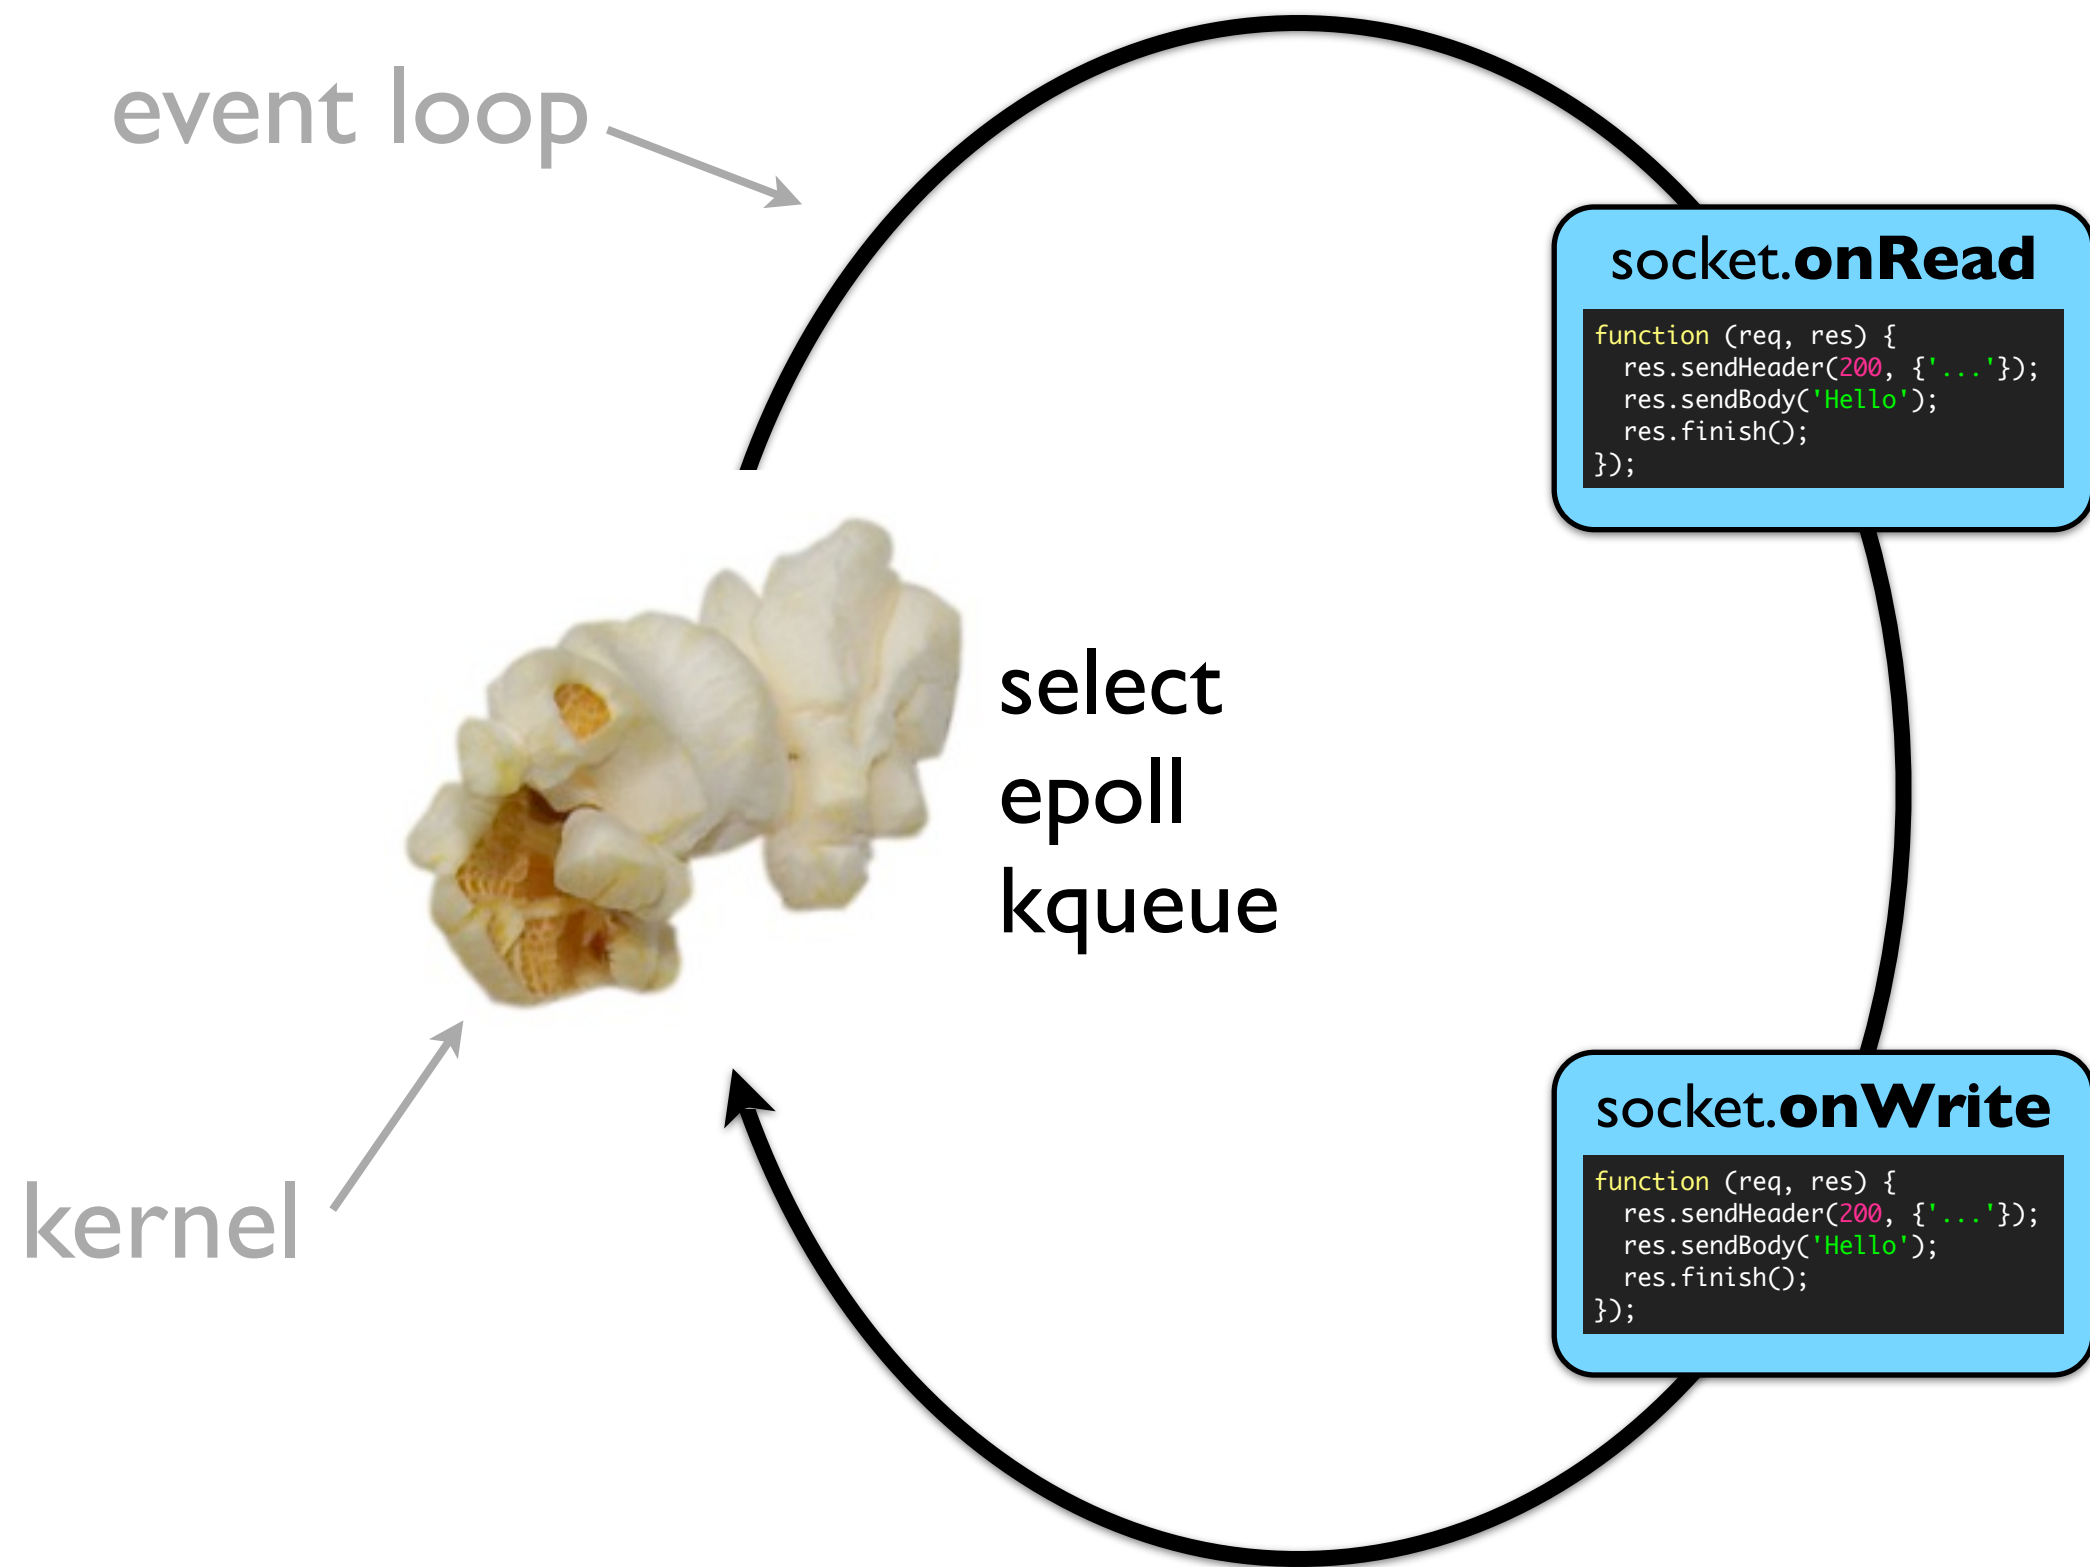 event loop
socket.onRead
function (req, res) {
  res.sendHeader(200, {'...'});
  res.sendBody('Hello');
  res.finish();
});
select
epoll
kqueue
kernel
socket.onWrite
function (req, res) {
  res.sendHeader(200, {'...'});
  res.sendBody('Hello');
  res.finish();
});